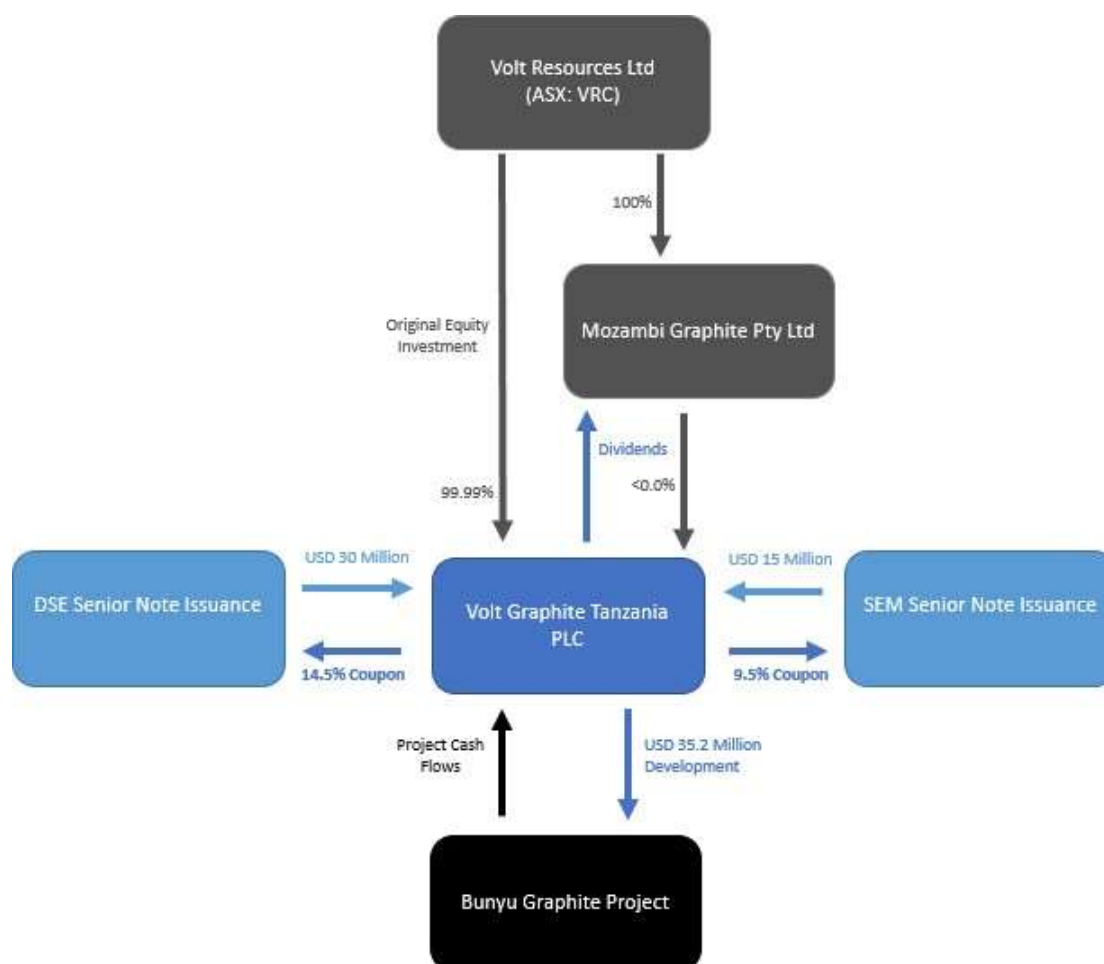 Volt Resources Ltd
(ASX: VRC)
100%
Original Equity
Investment
Mozambi Graphite Pty Ltd
Dividends
<0.0%
99.99%
USD 30 Million
USD 15 Million
DSE Senior Note Issuance
Volt Graphite Tanzania
PLC
SEM Senior Note Issuance
14.5% Coupon
9.5% Coupon
Project Cash
Flows
USD 35.2 Million
Development
Bunyu Graphite Project